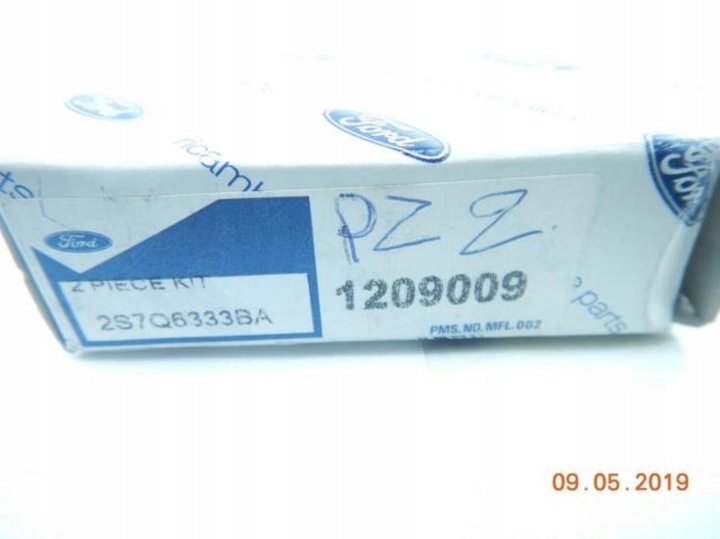 Ford
ricambi
Ford
parts
Ford
PZ 2
2 PIECE KIT
1209009
2S7Q6333BA
PMS.NO.MFL.002
parts
09.05.2019